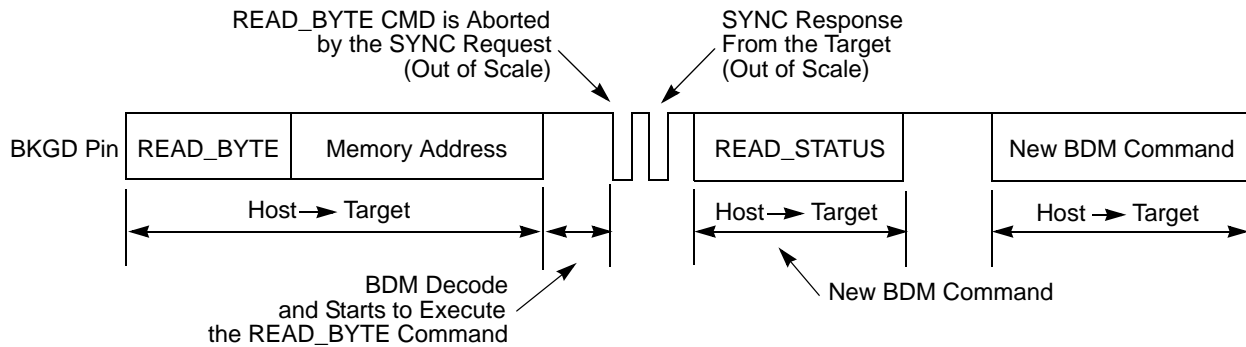 READ_BYTE CMD is Aborted
by the SYNC Request
(Out of Scale)
SYNC Response
From the Target
(Out of Scale)
BKGD Pin
READ_BYTE
Memory Address
READ_STATUS
New BDM Command
Host → Target
Host → Target
Host → Target
BDM Decode
and Starts to Execute
the READ_BYTE Command
New BDM Command